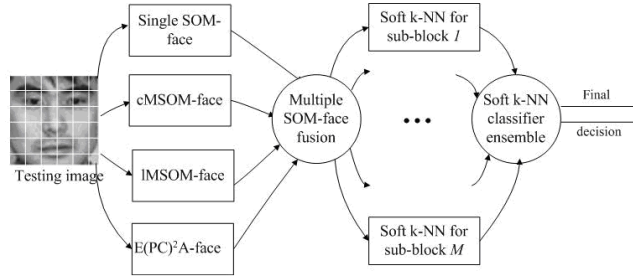 Single SOM-
face
cMSOM-face
lMSOM-face
E(PC)²A-face
Testing image
Multiple
SOM-face
fusion
Soft k-NN for
sub-block 1
...
Soft k-NN for
sub-block M
Soft k-NN
classifier
ensemble
Final
decision